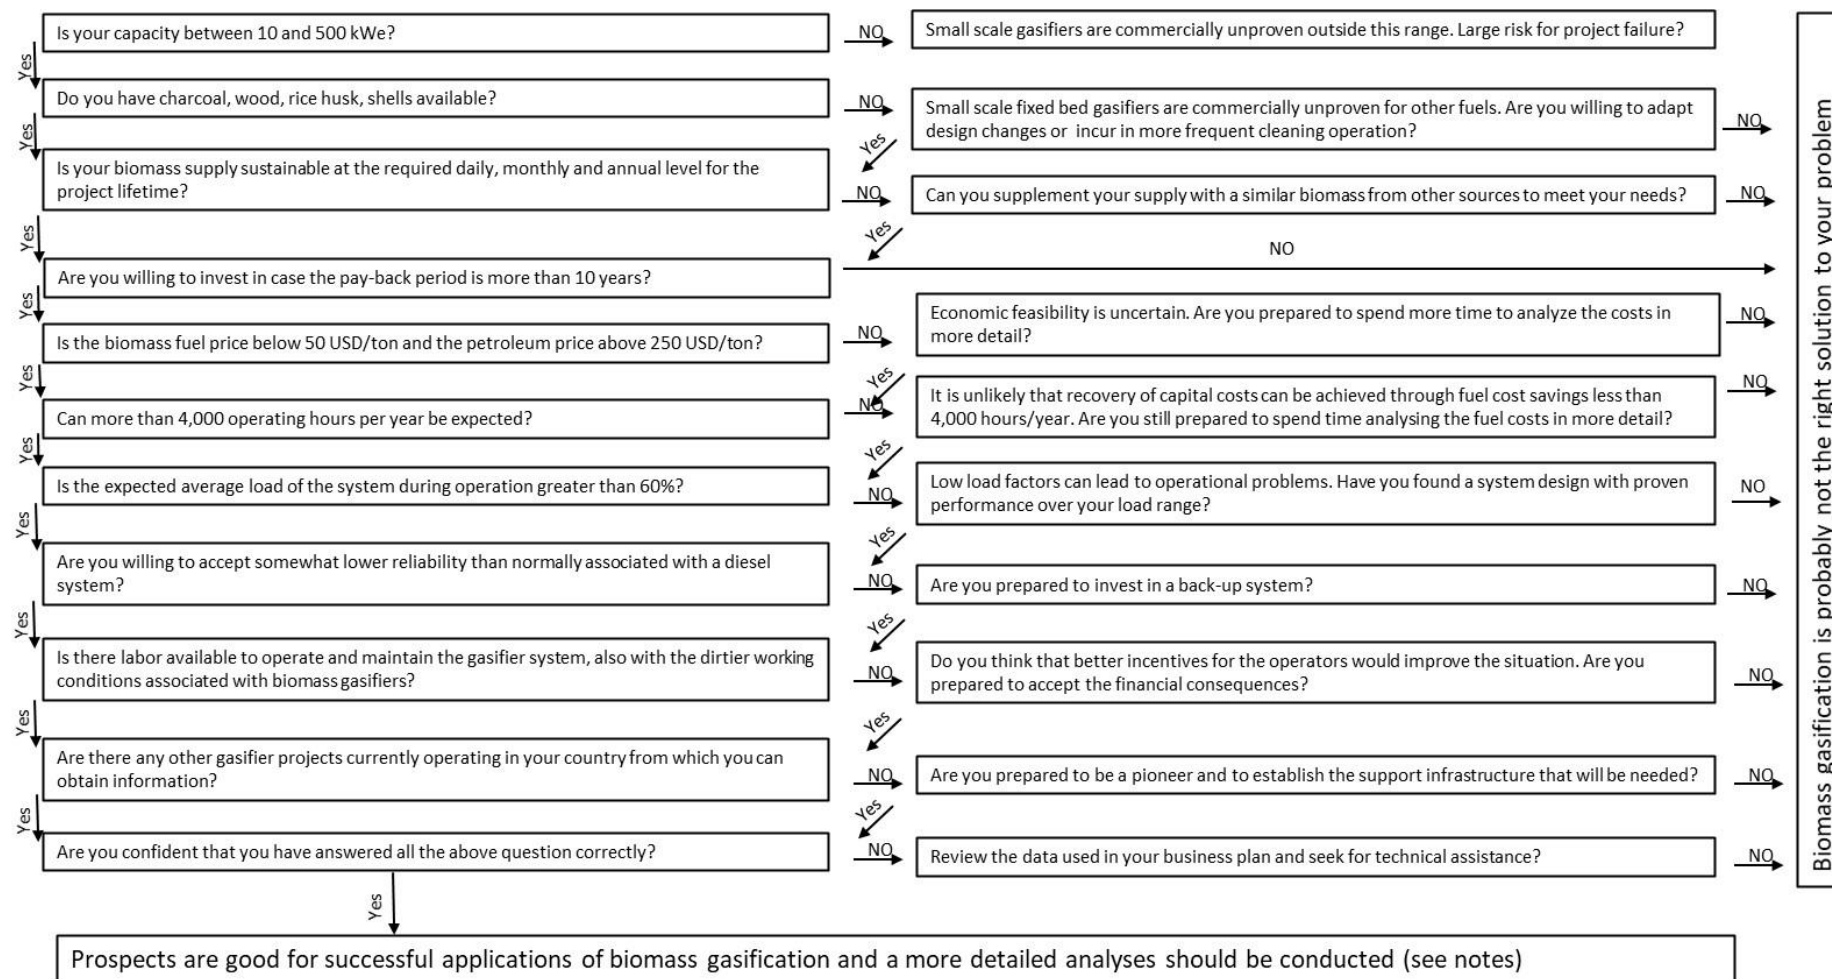 Is your capacity between 10 and 500 kWe?
NO
Small scale gasifiers are commercially unproven outside this range. Large risk for project failure?
Yes
Do you have charcoal, wood, rice husk, shells available?
NO
Small scale fixed bed gasifiers are commercially unproven for other fuels. Are you willing to adapt
design changes or incur in more frequent cleaning operation?
NO
Yes
Yes
Is your biomass supply sustainable at the required daily, monthly and annual level for the
project lifetime?
NO
Can you supplement your supply with a similar biomass from other sources to meet your needs?
NO
Yes
Yes
Are you willing to invest in case the pay-back period is more than 10 years?
NO
Yes
Is the biomass fuel price below 50 USD/ton and the petroleum price above 250 USD/ton?
NO
Economic feasibility is uncertain. Are you prepared to spend more time to analyze the costs in
more detail?
NO
Yes
Yes
Can more than 4,000 operating hours per year be expected?
NO
It is unlikely that recovery of capital costs can be achieved through fuel cost savings less than
4,000 hours/year. Are you still prepared to spend time analysing the fuel costs in more detail?
NO
Yes
Yes
Is the expected average load of the system during operation greater than 60%?
NO
Low load factors can lead to operational problems. Have you found a system design with proven
performance over your load range?
NO
Yes
Yes
Are you willing to accept somewhat lower reliability than normally associated with a diesel
system?
NO
Are you prepared to invest in a back-up system?
NO
Yes
Yes
Is there labor available to operate and maintain the gasifier system, also with the dirtier working
conditions associated with biomass gasifiers?
NO
Do you think that better incentives for the operators would improve the situation. Are you
prepared to accept the financial consequences?
NO
Yes
Yes
Are there any other gasifier projects currently operating in your country from which you can
obtain information?
NO
Are you prepared to be a pioneer and to establish the support infrastructure that will be needed?
NO
Yes
Yes
Are you confident that you have answered all the above question correctly?
NO
Review the data used in your business plan and seek for technical assistance?
NO
Yes
Biomass gasification is probably not the right solution to your problem
Prospects are good for successful applications of biomass gasification and a more detailed analyses should be conducted (see notes)